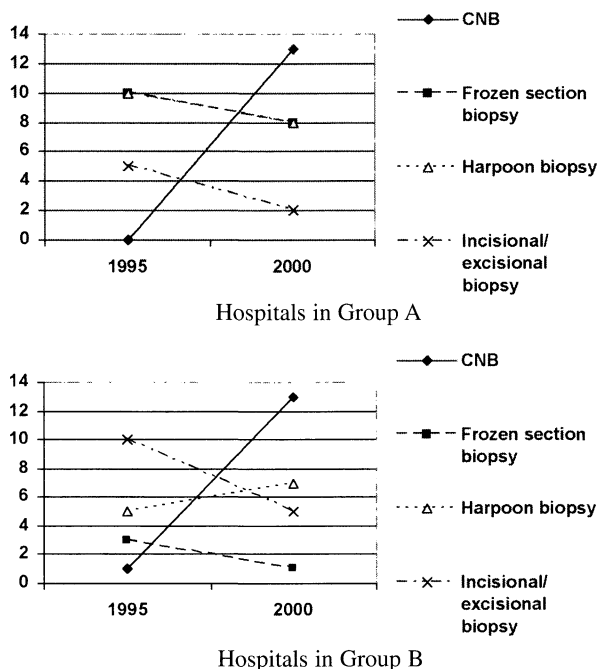 14
12
10
8
6
4
2
0
1995
2000
CNB
Frozen section
biopsy
Harpoon biopsy
Incisional/
excisional biopsy
Hospitals in Group A
14
12
10
8
6
4
2
0
1995
2000
CNB
Frozen section
biopsy
Harpoon biopsy
Incisional/
excisional biopsy
Hospitals in Group B